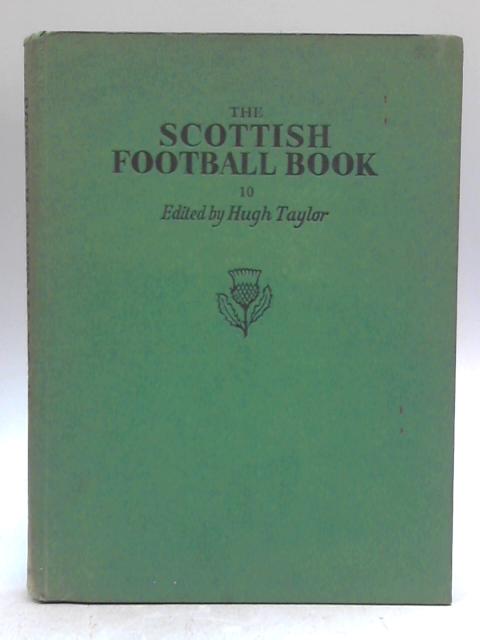 THE
SCOTTISH
FOOTBALL BOOK
10
Edited by Hugh Taylor